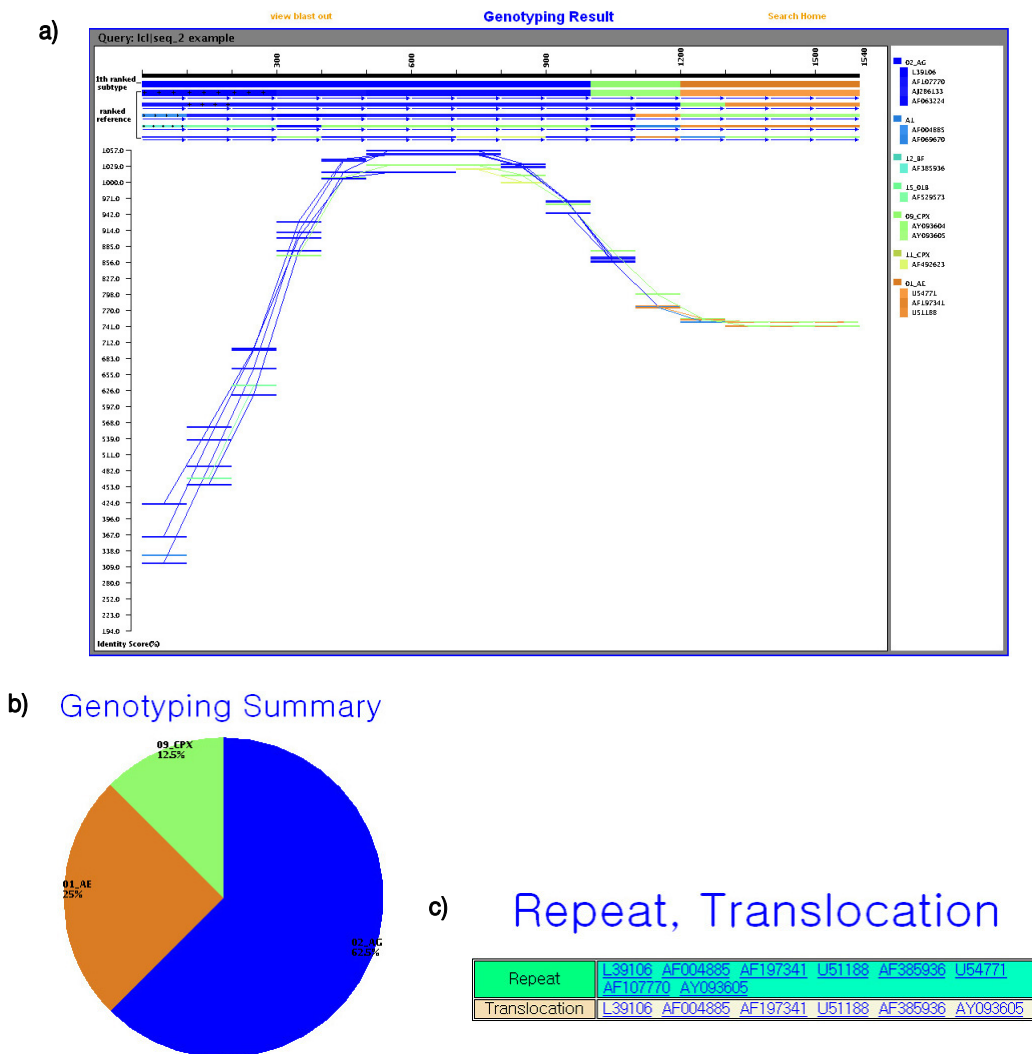 a)
view blast out
Genotyping Result
Search Home
Query: lcl|seq_2 example
300
600
900
1200
1500
1540
1th ranked
subtype
ranked
reference
1057.0
1029.0
1000.0
971.0
942.0
914.0
885.0
856.0
827.0
798.0
770.0
741.0
712.0
683.0
655.0
626.0
597.0
568.0
539.0
511.0
482.0
453.0
424.0
396.0
367.0
338.0
309.0
280.0
252.0
223.0
194.0
Identity Score(%)
02_AG
L39106
AF107770
AJ286133
AF063224
A1
AF004885
AF069670
12_BF
AF385936
15_01B
AF529573
09_CPX
AY093604
AY093605
11_CPX
AF492623
01_AE
U54771
AF197341
U51188
b)
Genotyping Summary
09_CPX
12.5%
01_AE
25%
02_AG
62.5%
c)
Repeat, Translocation
Repeat
L39106 AF004885 AF197341 U51188 AF385936 U54771
AF107770 AY093605
Translocation
L39106 AF004885 AF197341 U51188 AF385936 AY093605